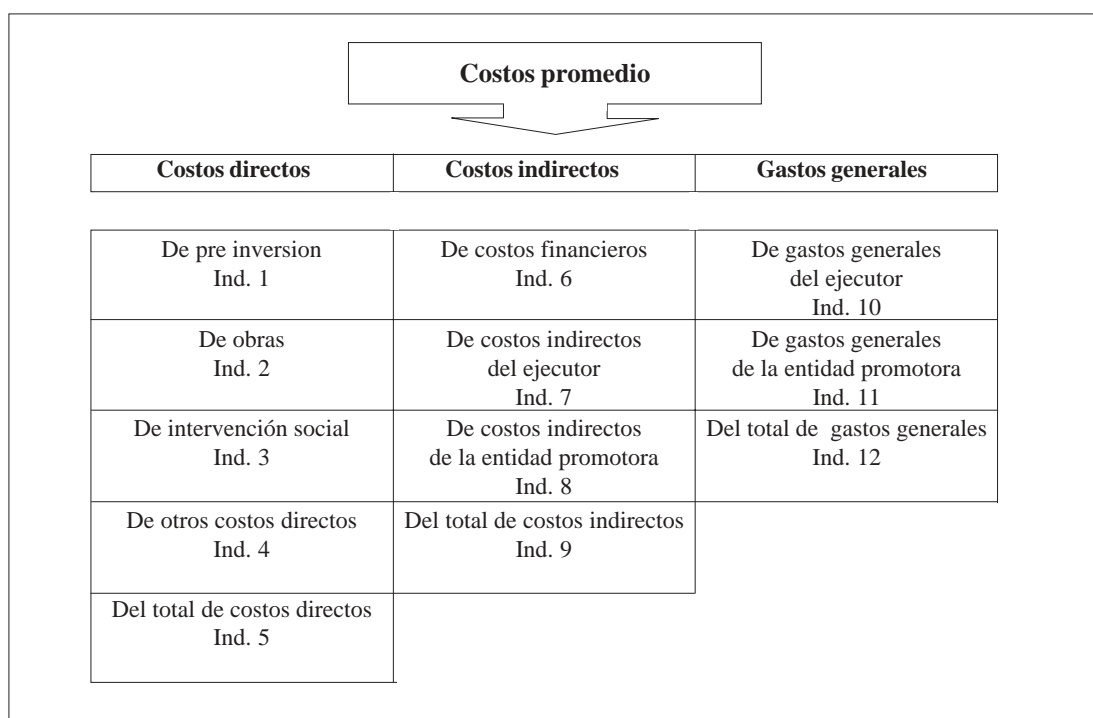 Costos promedio
Costos directos
Costos indirectos
Gastos generales
De pre inversion
Ind. 1
De costos financieros
Ind. 6
De gastos generales
del ejecutor
Ind. 10
De obras
Ind. 2
De costos indirectos
del ejecutor
Ind. 7
De gastos generales
de la entidad promotora
Ind. 11
De intervención social
Ind. 3
De costos indirectos
de la entidad promotora
Ind. 8
Del total de gastos generales
Ind. 12
De otros costos directos
Ind. 4
Del total de costos indirectos
Ind. 9
Del total de costos directos
Ind. 5